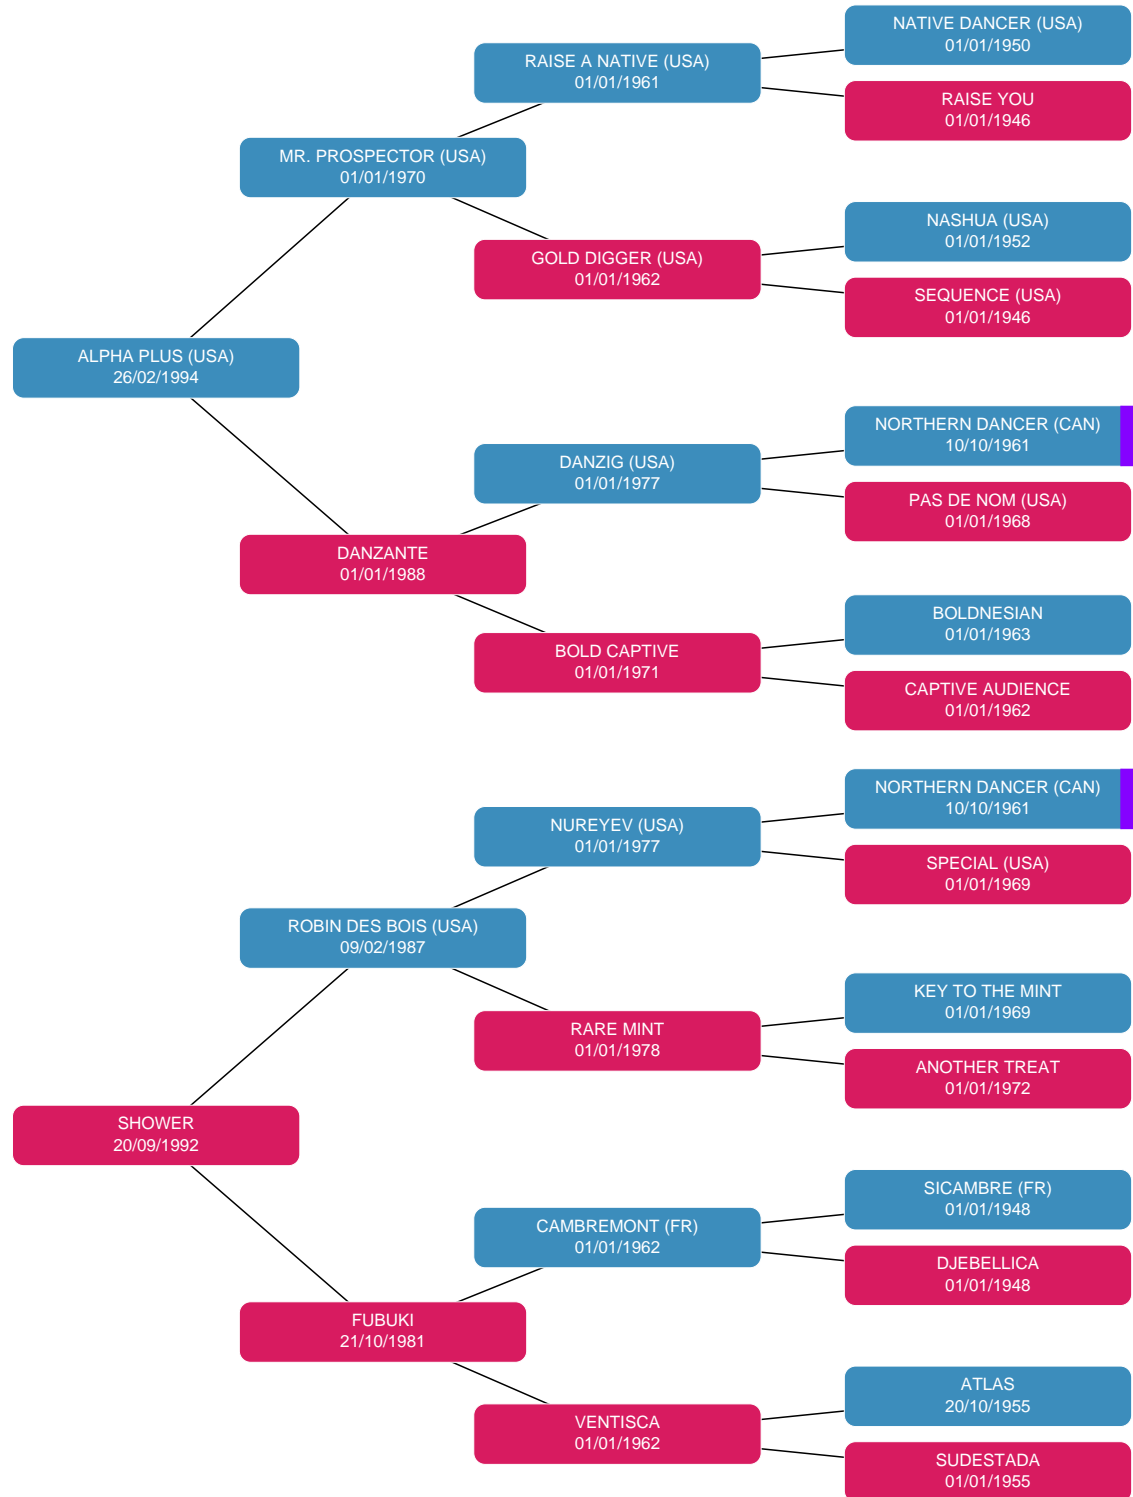 NATIVE DANCER (USA)
01/01/1950
RAISE A NATIVE (USA)
01/01/1961
RAISE YOU
01/01/1946
MR. PROSPECTOR (USA)
01/01/1970
NASHUA (USA)
01/01/1952
GOLD DIGGER (USA)
01/01/1962
SEQUENCE (USA)
01/01/1946
ALPHA PLUS (USA)
26/02/1994
NORTHERN DANCER (CAN)
10/10/1961
DANZIG (USA)
01/01/1977
PAS DE NOM (USA)
01/01/1968
DANZANTE
01/01/1988
BOLDNESIAN
01/01/1963
BOLD CAPTIVE
01/01/1971
CAPTIVE AUDIENCE
01/01/1962
NORTHERN DANCER (CAN)
10/10/1961
NUREYEV (USA)
01/01/1977
SPECIAL (USA)
01/01/1969
ROBIN DES BOIS (USA)
09/02/1987
KEY TO THE MINT
01/01/1969
RARE MINT
01/01/1978
ANOTHER TREAT
01/01/1972
SHOWER
20/09/1992
SICAMBRE (FR)
01/01/1948
CAMBREMONT (FR)
01/01/1962
DJEBELLICA
01/01/1948
FUBUKI
21/10/1981
ATLAS
20/10/1955
VENTISCA
01/01/1962
SUDESTADA
01/01/1955